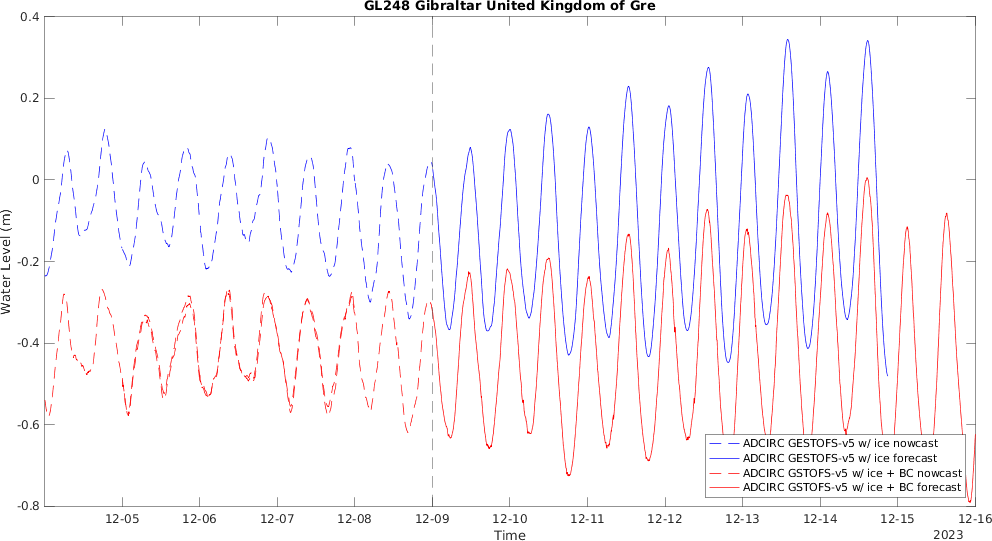 GL248 Gibraltar United Kingdom of Gre
0.4
0.2
0
-0.2
-0.4
-0.6
-0.8
Water Level (m)
ADCIRC GESTOFS-v5 w/ ice nowcast
ADCIRC GESTOFS-v5 w/ ice forecast
ADCIRC GSTOFS-v5 w/ ice + BC nowcast
ADCIRC GSTOFS-v5 w/ ice + BC forecast
12-05 12-06 12-07 12-08 12-09 12-10 12-11 12-12 12-13 12-14 12-15 12-16
Time
2023